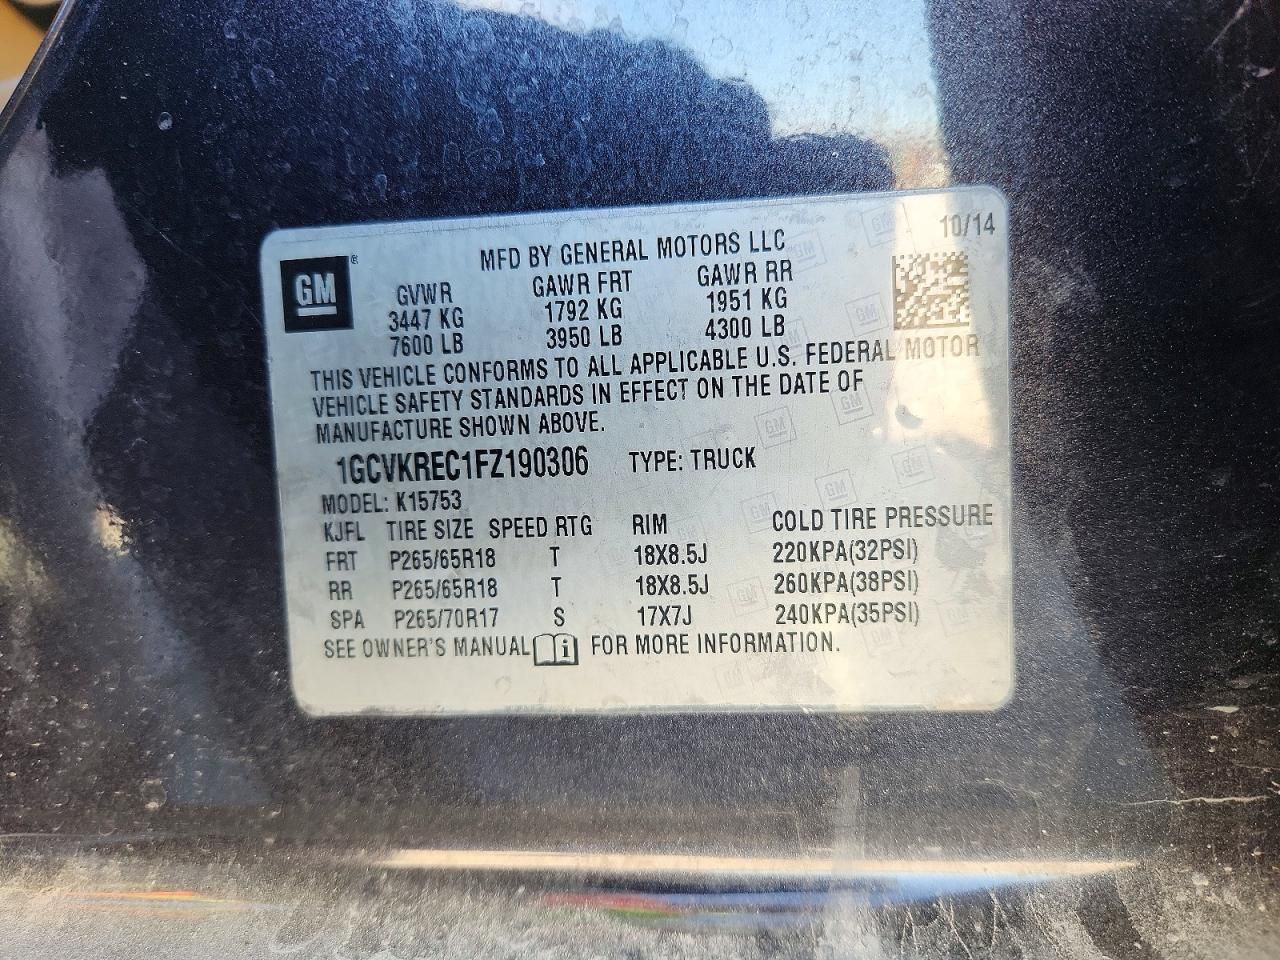 10/14
MFD BY GENERAL MOTORS LLC
GM ®
GVWR GAWR FRT GAWR RR
3447 KG 1792 KG 1951 KG
7600 LB 3950 LB 4300 LB
THIS VEHICLE CONFORMS TO ALL APPLICABLE U.S. FEDERAL MOTOR
VEHICLE SAFETY STANDARDS IN EFFECT ON THE DATE OF
MANUFACTURE SHOWN ABOVE.
1GCVKREC1FZ190306 TYPE: TRUCK
MODEL: K15753
KJFL TIRE SIZE SPEED RTG RIM COLD TIRE PRESSURE
FRT P265/65R18 T 18X8.5J 220KPA(32PSI)
RR P265/65R18 T 18X8.5J 260KPA(38PSI)
SPA P265/70R17 S 17X7J 240KPA(35PSI)
SEE OWNER'S MANUAL i FOR MORE INFORMATION.